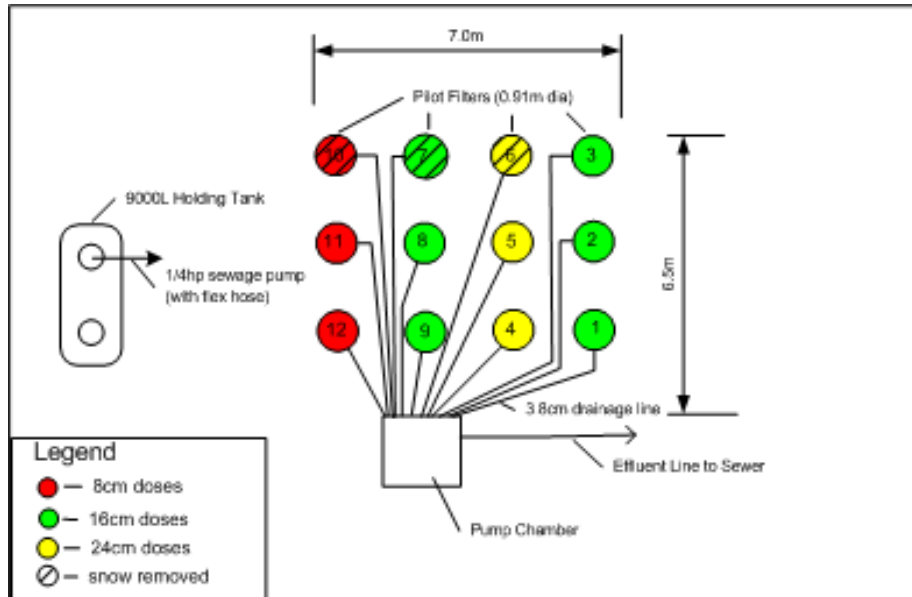 7.0m
Pilot Filters (0.91m dia)
10
7
6
3
9000L Holding Tank
11
8
5
2
1/4hp sewage pump
(with flex hose)
6.5m
12
9
4
1
3.8cm drainage line
Legend
8cm doses
16cm doses
24cm doses
snow removed
Effluent Line to Sewer
Pump Chamber